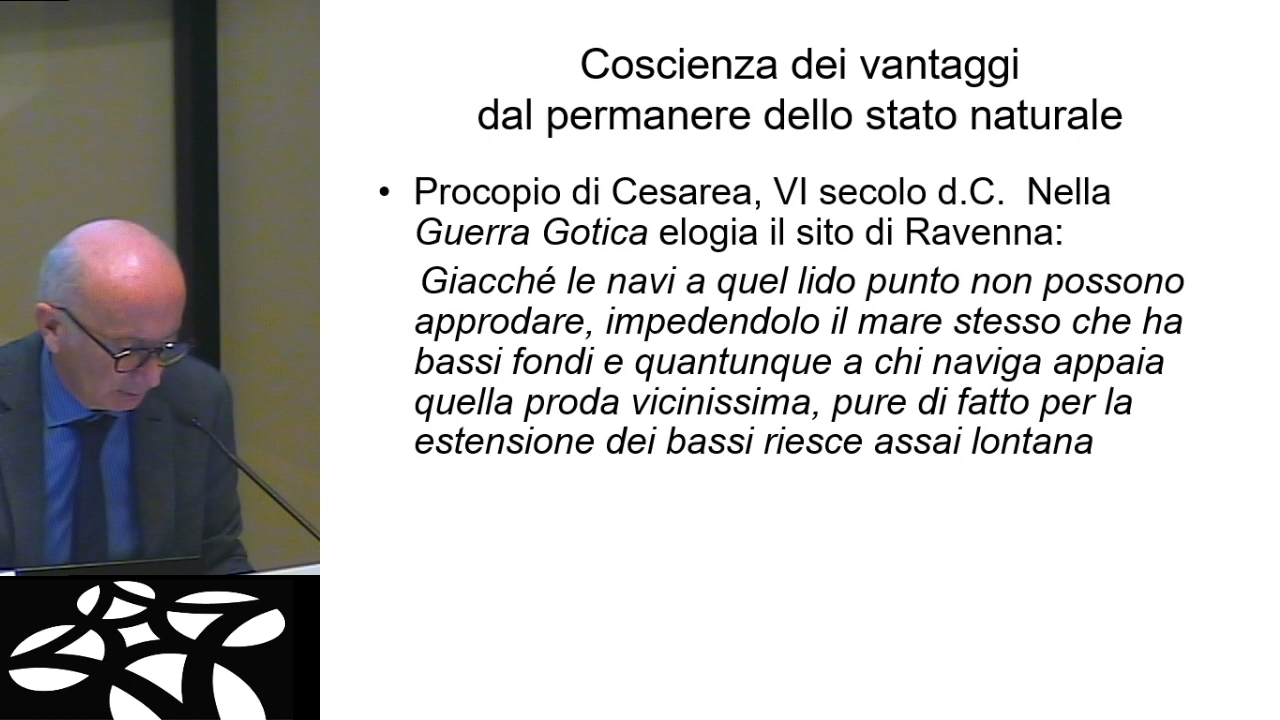 Coscienza dei vantaggi
dal permanere dello stato naturale
• Procopio di Cesarea, VI secolo d.C. Nella
Guerra Gotica elogia il sito di Ravenna:
Giacché le navi a quel lido punto non possono
approdare, impedendolo il mare stesso che ha
bassi fondi e quantunque a chi naviga appaia
quella proda vicinissima, pure di fatto per la
estensione dei bassi riesce assai lontana